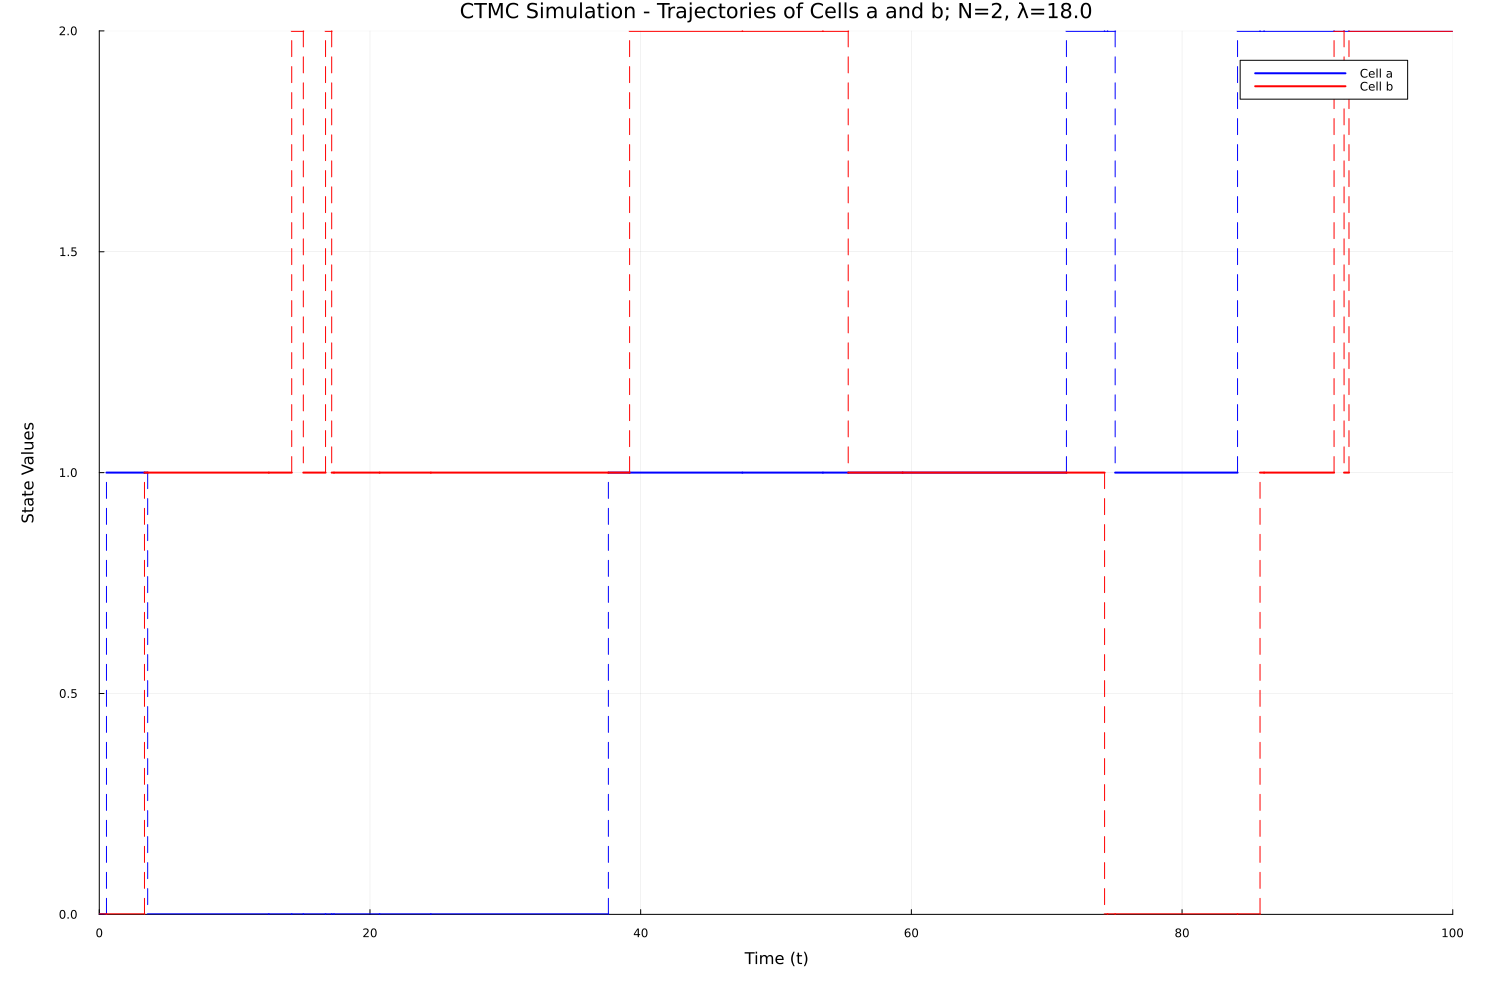 CTMC Simulation - Trajectories of Cells a and b; N=2, λ=18.0
2.0
Cell a
Cell b
1.5
State Values
1.0
0.5
0.0
0 20 40 60 80 100
Time (t)